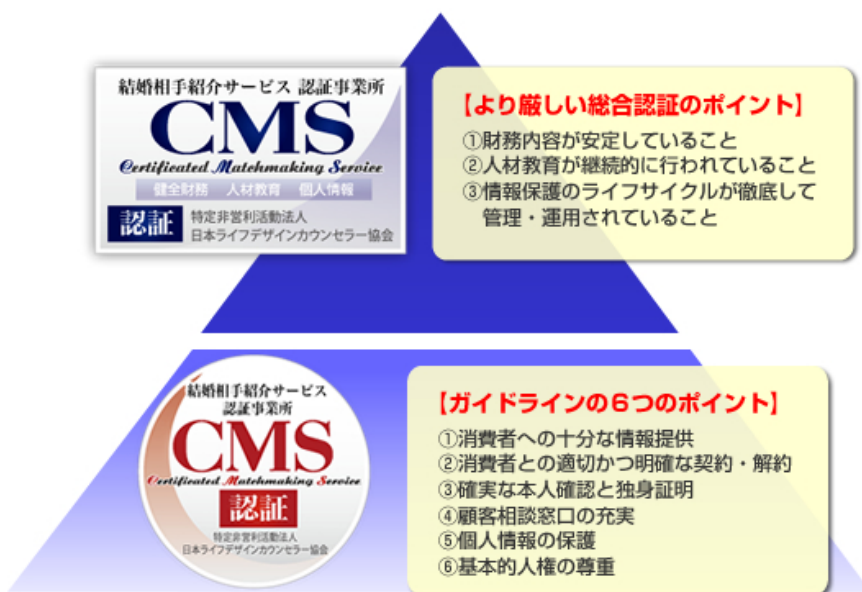 結婚相手紹介サービス 認証事業所
CMS
Certificated Matchmaking Service
健全財務 人材教育 個人情報
認証
特定非営利活動法人
日本ライフデザインカウンセラー協会
【より厳しい総合認証のポイント】
①財務内容が安定していること
②人材教育が継続的に行われていること
③情報保護のライフサイクルが徹底して
管理・運用されていること
結婚相手紹介サービス
認証事業所
CMS
Certificated Matchmaking Service
認証
特定非営利活動法人
日本ライフデザインカウンセラー協会
【ガイドラインの6つのポイント】
①消費者への十分な情報提供
②消費者との適切かつ明確な契約・解約
③確実な本人確認と独身証明
④顧客相談窓口の充実
⑤個人情報の保護
⑥基本的人権の尊重